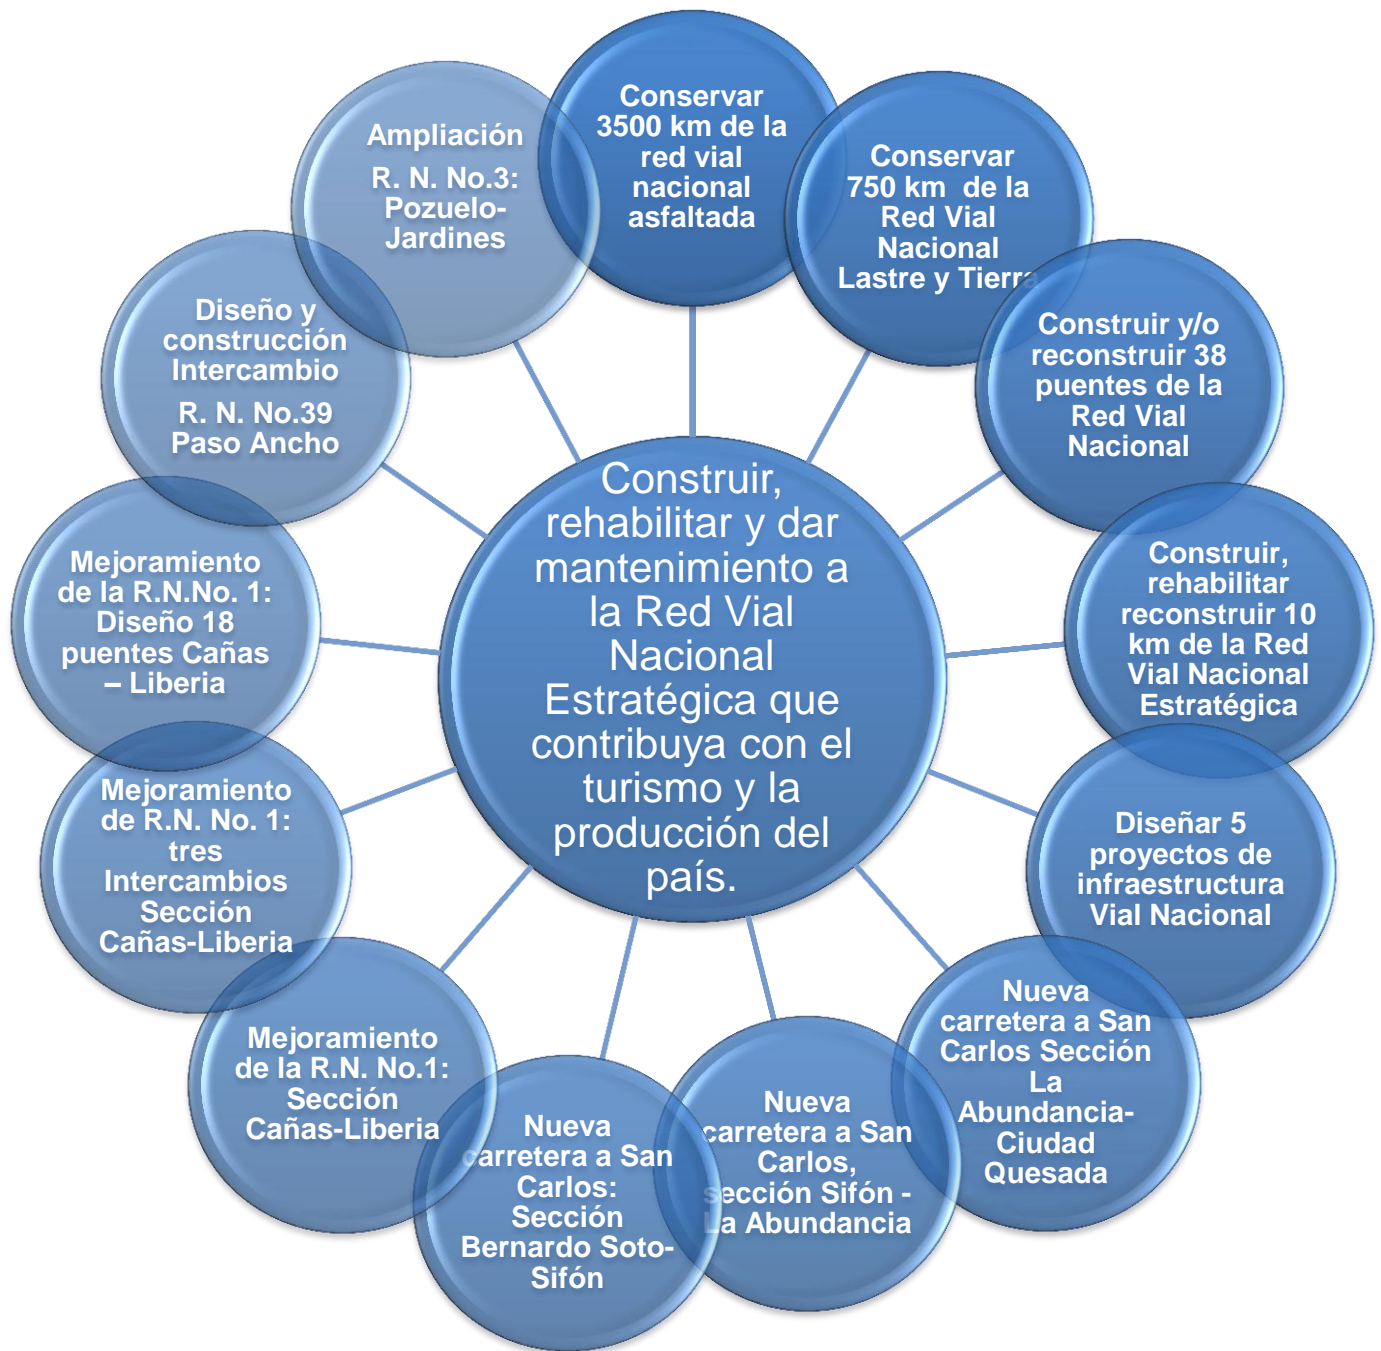 Conservar
3500 km de la
red vial
nacional
asfaltada
Conservar
750 km de la
Red Vial
Nacional
Lastre y Tierra
Construir y/o
reconstruir 38
puentes de la
Red Vial
Nacional
Construir,
rehabilitar
reconstruir 10
km de la Red
Vial Nacional
Estratégica
Diseñar 5
proyectos de
infraestructura
Vial Nacional
Nueva
carretera a San
Carlos Sección
La
Abundancia-
Ciudad
Quesada
Nueva
carretera a San
Carlos,
sección Sifón -
La Abundancia
Nueva
carretera a San
Carlos:
Sección
Bernardo Soto-
Sifón
Mejoramiento
de la R.N. No.1:
Sección
Cañas-Liberia
Mejoramiento
de R.N. No. 1:
tres
Intercambios
Sección
Cañas-Liberia
Mejoramiento
de la R.N.No. 1:
Diseño 18
puentes Cañas
– Liberia
Diseño y
construcción
Intercambio
R. N. No.39
Paso Ancho
Ampliación
R. N. No.3:
Pozuelo-
Jardines
Construir,
rehabilitar y dar
mantenimiento a
la Red Vial
Nacional
Estratégica que
contribuya con el
turismo y la
producción del
país.